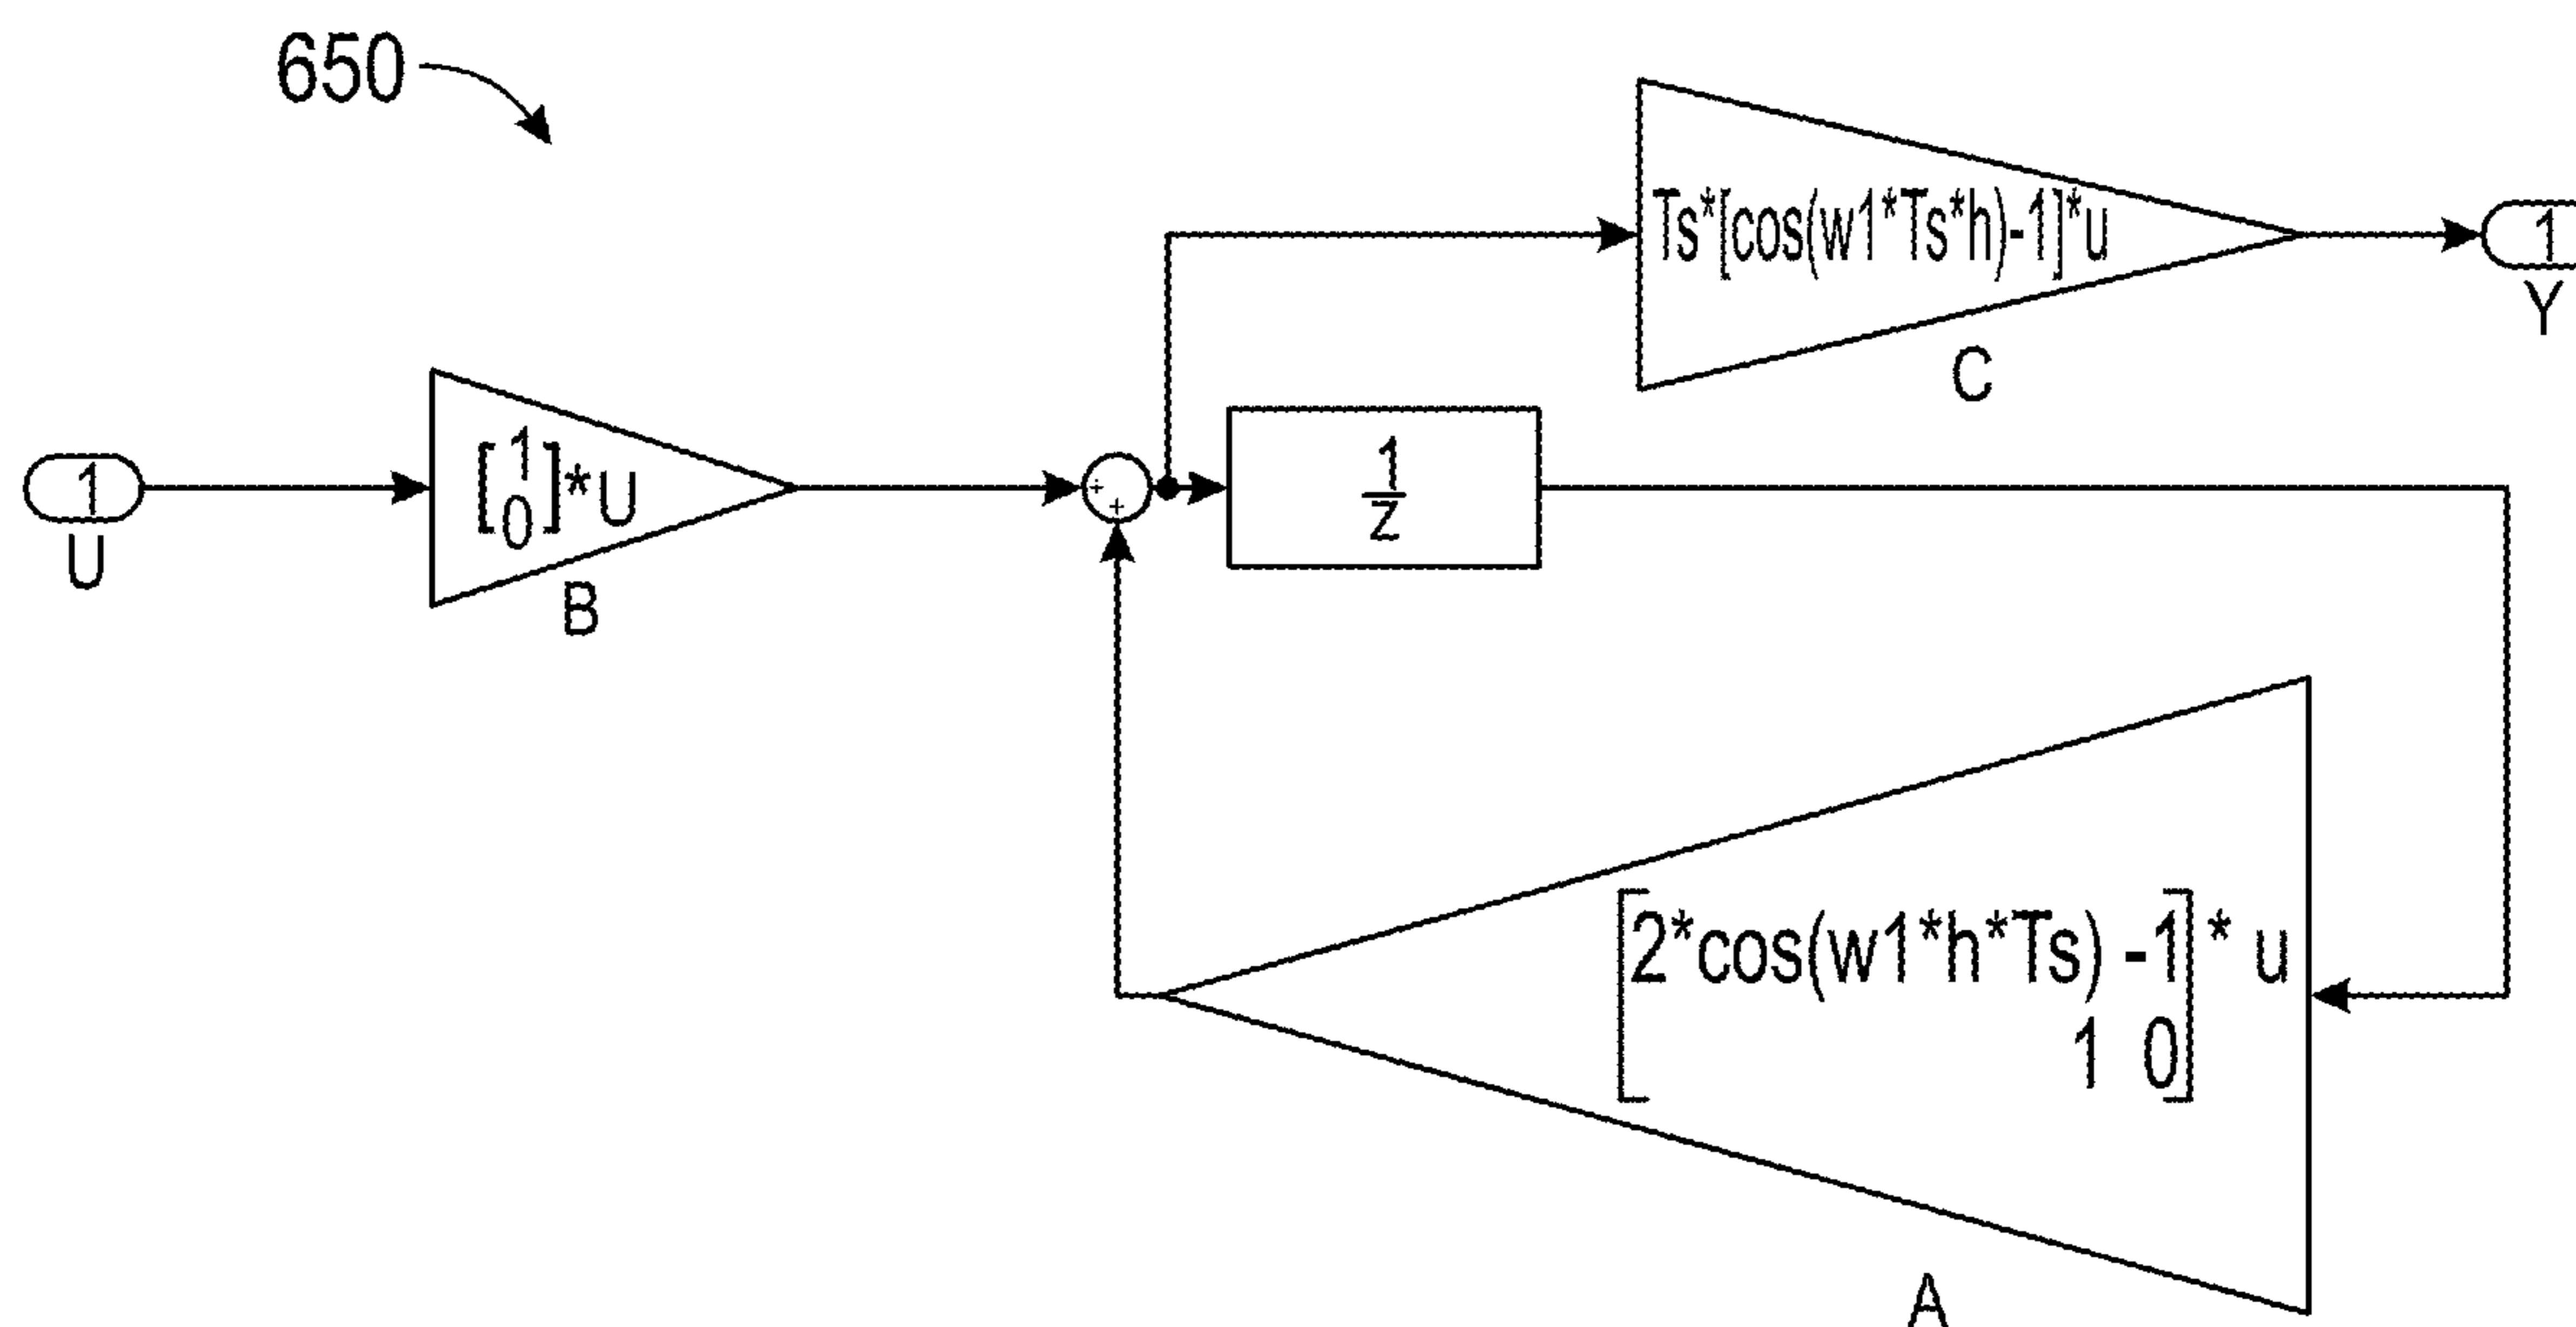 650
Ts*[cos(w1*Ts*h)-1]*u
1
Y
C
1
U
[1
0]*U
B
+
+
1
z
[2*cos(w1*h*Ts) -1
1 0] * u
A